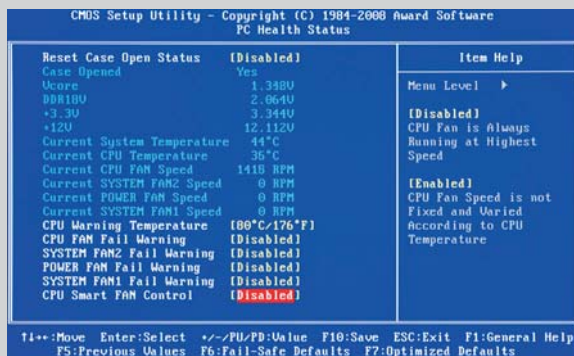 CMOS Setup Utility - Copyright (C) 1984-2008 Award Software
PC Health Status
Reset Case Open Status [Disabled]
Case Opened Yes
Vcore 1.348V
DDR18V 2.064V
+3.3V 3.344V
+12V 12.112V
Current System Temperature 44°C
Current CPU Temperature 36°C
Current CPU FAN Speed 1418 RPM
Current SYSTEM FAN2 Speed 0 RPM
Current POWER FAN Speed 0 RPM
Current SYSTEM FAN1 Speed 0 RPM
CPU Warning Temperature [80°C/176°F]
CPU FAN Fail Warning [Disabled]
SYSTEM FAN2 Fail Warning [Disabled]
POWER FAN Fail Warning [Disabled]
SYSTEM FAN1 Fail Warning [Disabled]
CPU Smart FAN Control [Disabled]
Item Help
Menu Level ▶
[Disabled]
CPU Fan is Always
Running at Highest
Speed
[Enabled]
CPU Fan Speed is not
Fixed and Varied
According to CPU
Temperature
↑↓→←:Move Enter:Select +/-/PU/PD:Value F10:Save ESC:Exit F1:General Help
F5:Previous Values F6:Fail-Safe Defaults F7:Optimized Defaults